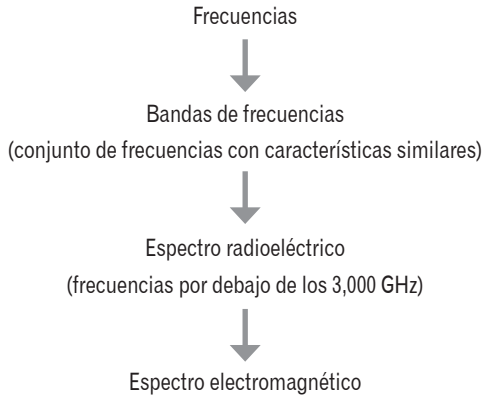 Frecuencias
Bandas de frecuencias
(conjunto de frecuencias con características similares)
Espectro radioeléctrico
(frecuencias por debajo de los 3,000 GHz)
Espectro electromagnético